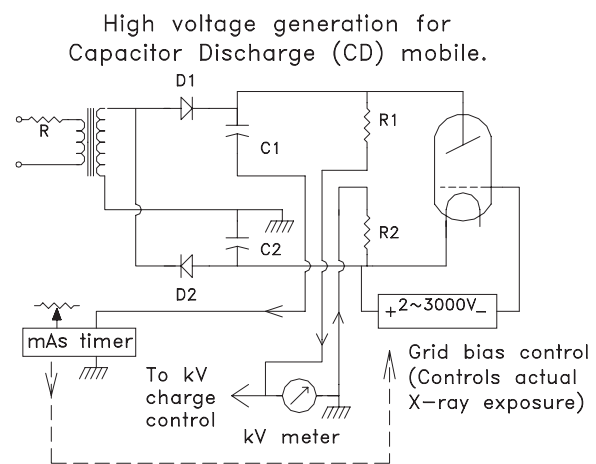 High voltage generation for
Capacitor Discharge (CD) mobile.
D1
R
C1
R1
C2
R2
D2
+2~3000V−
mAs timer
Grid bias control
(Controls actual
X−ray exposure)
To kV
charge
control
kV meter